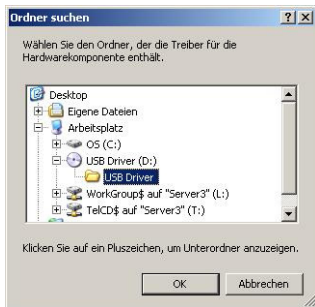 Ordner suchen
Wählen Sie den Ordner, der die Treiber für die
Hardwarekomponente enthält.
Desktop
Eigene Dateien
Arbeitsplatz
OS (C:)
USB Driver (D:)
USB Driver
WorkGroup$ auf "Server3" (L:)
TelCD$ auf "Server3" (T:)
Klicken Sie auf ein Pluszeichen, um Unterordner anzuzeigen.
OK
Abbrechen